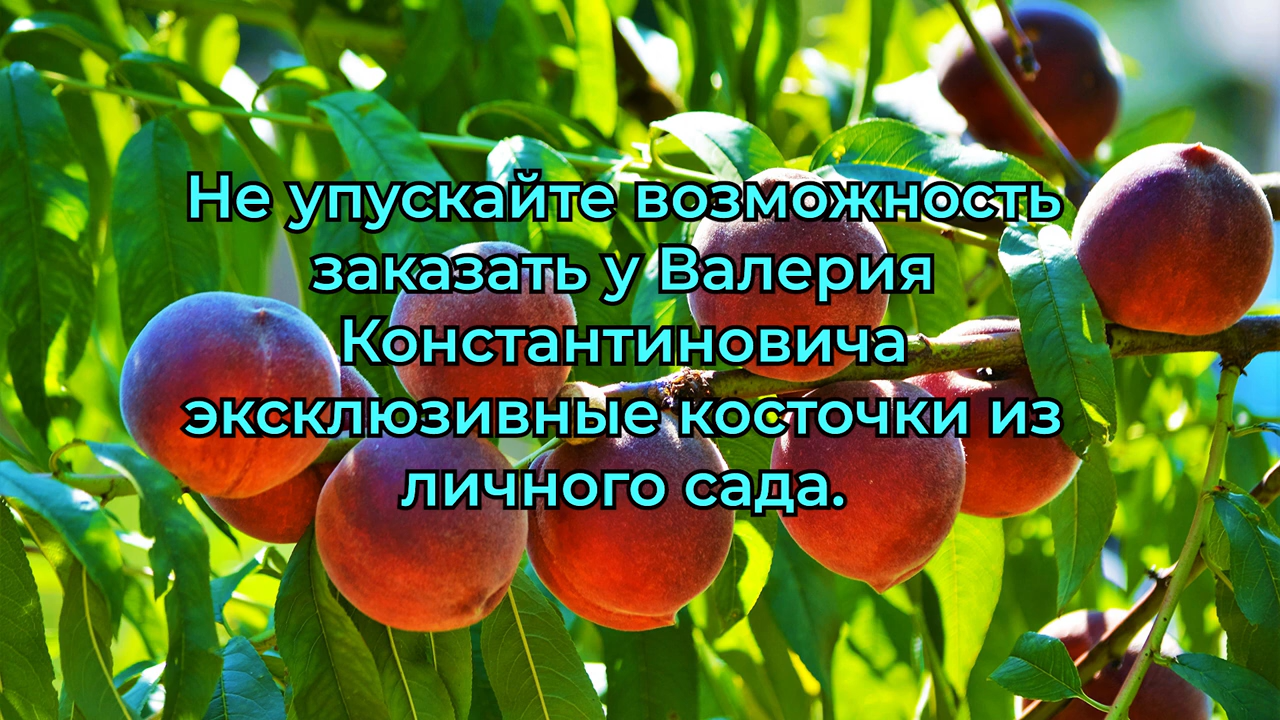 Не упускайте возможность
заказать у Валерия
Константиновича
эксклюзивные косточки из
личного сада.